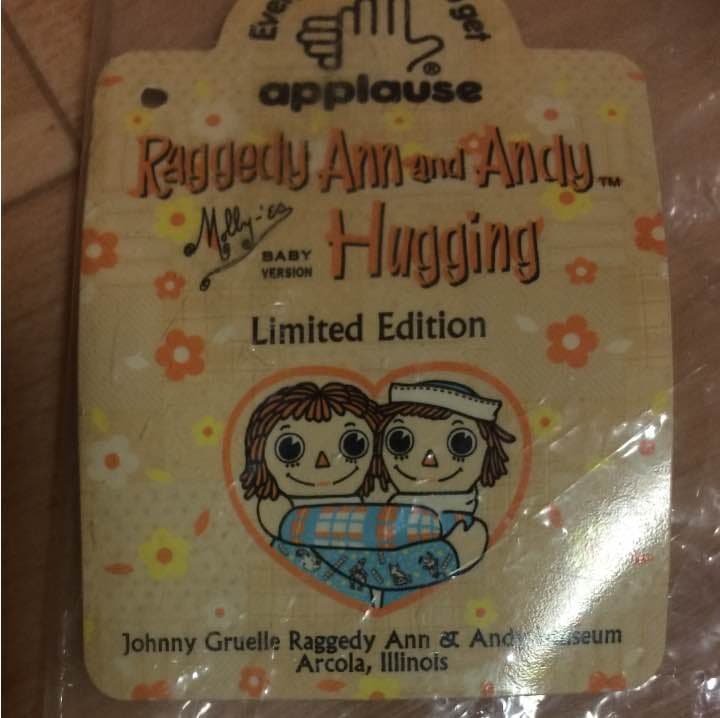 applause®
Raggedy Ann and Andy™
Molly-'es
BABY
VERSION
Hugging
Limited Edition
Johnny Gruelle Raggedy Ann & Andy
Arcola, Illinois